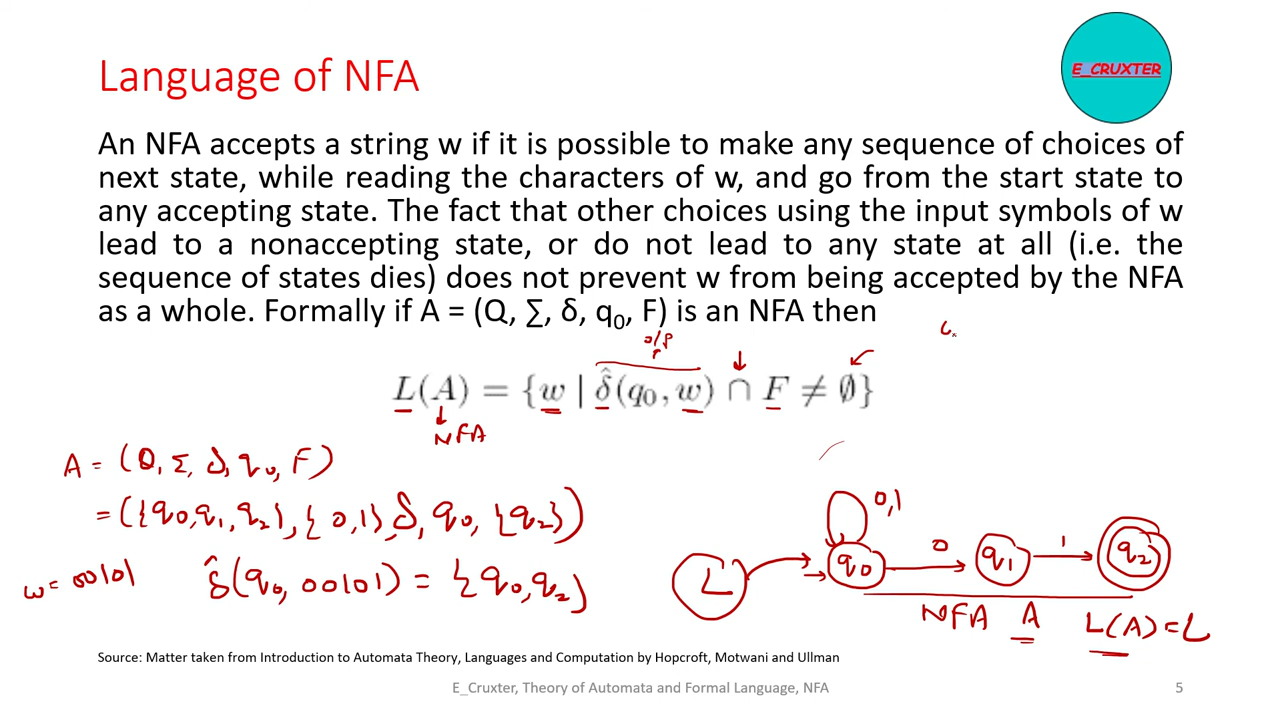 Language of NFA
E_CRUXTER
An NFA accepts a string w if it is possible to make any sequence of choices of
next state, while reading the characters of w, and go from the start state to
any accepting state. The fact that other choices using the input symbols of w
lead to a nonaccepting state, or do not lead to any state at all (i.e. the
sequence of states dies) does not prevent w from being accepted by the NFA
as a whole. Formally if A = (Q, ∑, δ, q₀, F) is an NFA then
o/p
L(A) = {w | δ̂(q₀, w) ∩ F ≠ ∅}
NFA
A = (Q, Σ, δ, q₀, F)
= ({q₀, q₁, q₂}, {0,1}, δ, q₀, {q₂})
w = 00101
δ̂(q₀, 00101) = {q₀, q₂}
0,1
L
q₀
0
q₁
1
q₂
NFA A
L(A) = L
Source: Matter taken from Introduction to Automata Theory, Languages and Computation by Hopcroft, Motwani and Ullman
E_Cruxter, Theory of Automata and Formal Language, NFA
5